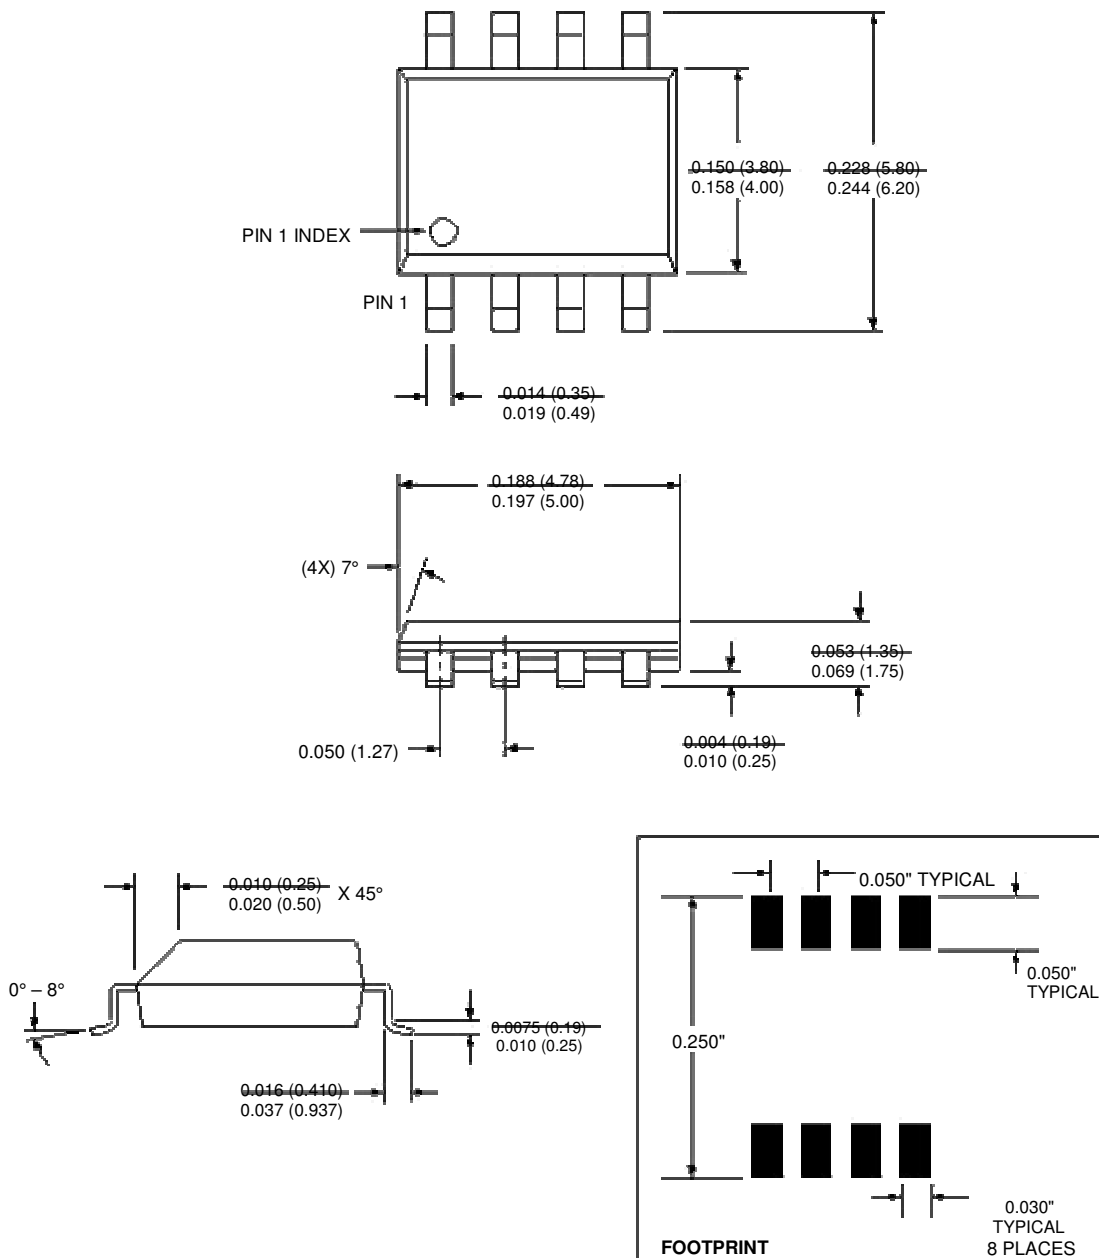 0.150 (3.80)
0.158 (4.00)
0.228 (5.80)
0.244 (6.20)
PIN 1 INDEX
PIN 1
0.014 (0.35)
0.019 (0.49)
0.188 (4.78)
0.197 (5.00)
(4X) 7°
0.053 (1.35)
0.069 (1.75)
0.050 (1.27)
0.004 (0.19)
0.010 (0.25)
0.010 (0.25)
0.020 (0.50)
X 45°
0° – 8°
0.0075 (0.19)
0.010 (0.25)
0.016 (0.410)
0.037 (0.937)
0.050" TYPICAL
0.050"
TYPICAL
0.250"
0.030"
TYPICAL
8 PLACES
FOOTPRINT